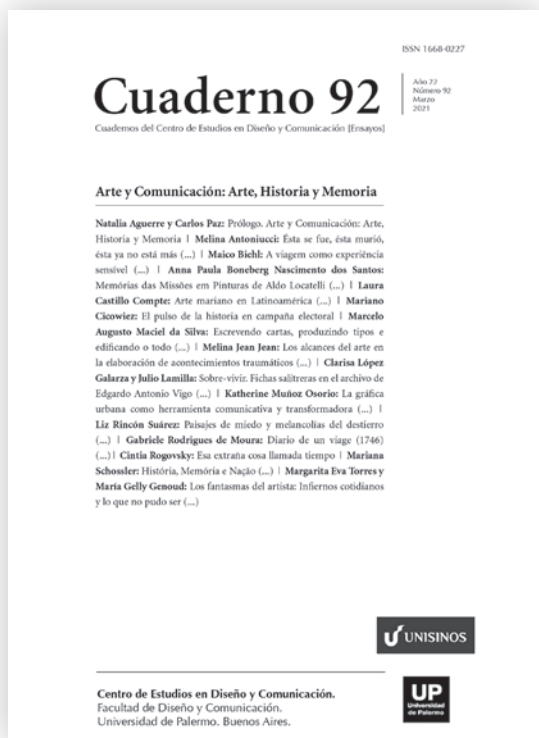 ISSN 1668-0227
Cuaderno 92
Año 22
Número 92
Marzo
2021
Cuadernos del Centro de Estudios en Diseño y Comunicación [Ensayos]
Arte y Comunicación: Arte, Historia y Memoria
Natalia Aguerre y Carlos Paz: Prólogo. Arte y Comunicación: Arte,
Historia y Memoria | Melina Antoniucci: Ésta se fue, ésta murió,
ésta ya no está más (...) | Maico Biehl: A viagem como experiência
sensível (...) | Anna Paula Boneberg Nascimento dos Santos:
Memórias das Missões em Pinturas de Aldo Locatelli (...) | Laura
Castillo Compte: Arte mariano en Latinoamérica (...) | Mariano
Cicowiez: El pulso de la historia en campaña electoral | Marcelo
Augusto Maciel da Silva: Escrevendo cartas, produzindo tipos e
edificando o todo (...) | Melina Jean Jean: Los alcances del arte en
la elaboración de acontecimientos traumáticos (...) | Clarisa López
Galarza y Julio Lamilla: Sobre-vivir. Fichas salitreras en el archivo de
Edgardo Antonio Vigo (...) | Katherine Muñoz Osorio: La gráfica
urbana como herramienta comunicativa y transformadora (...) |
Liz Rincón Suárez: Paisajes de miedo y melancolías del destierro
(...) | Gabriele Rodrigues de Moura: Diario de un viage (1746)
(...) | Cintia Rogovsky: Esa extraña cosa llamada tiempo | Mariana
Schossler: História, Memória e Nação (...) | Margarita Eva Torres y
María Gelly Genoud: Los fantasmas del artista: Infiernos cotidianos
y lo que no pudo ser (...)
UNISINOS
Centro de Estudios en Diseño y Comunicación.
Facultad de Diseño y Comunicación.
Universidad de Palermo. Buenos Aires.
UP
Universidad
de Palermo